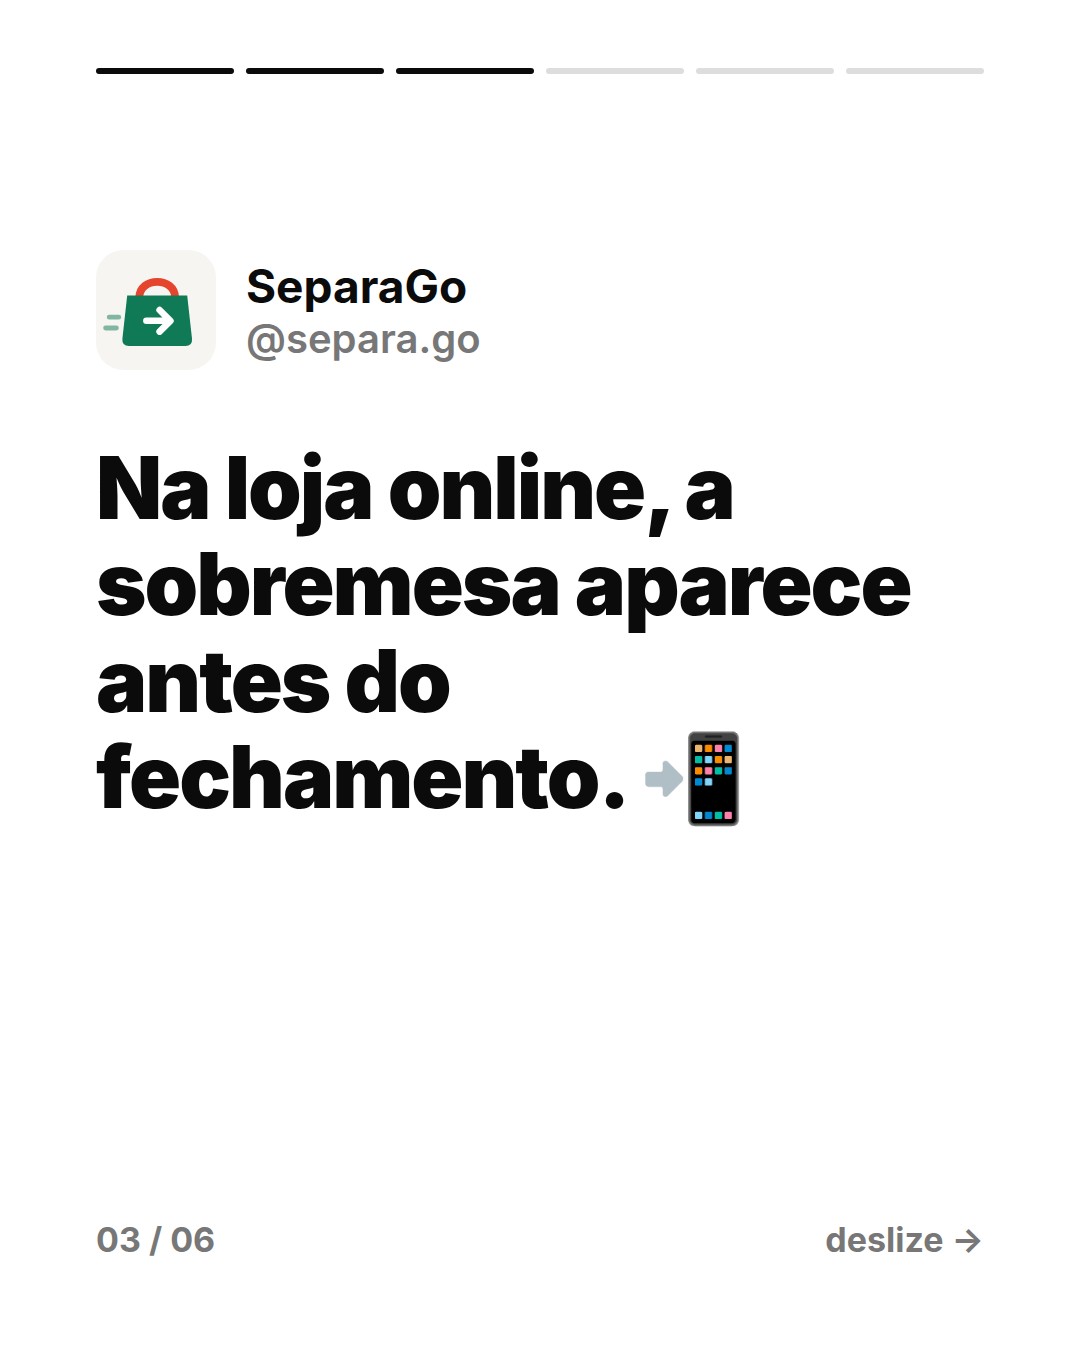 SeparaGo
@separa.go
Na loja online, a
sobremesa aparece
antes do
fechamento. 📲
03 / 06
deslize →